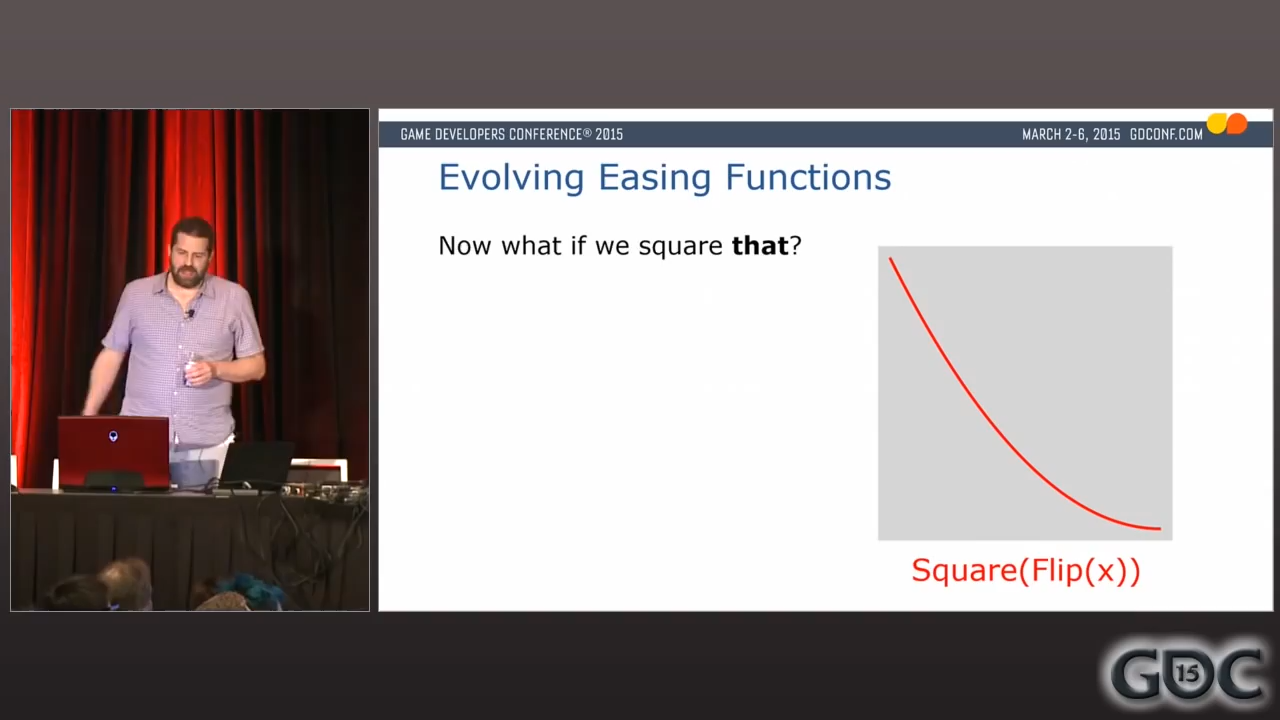 GAME DEVELOPERS CONFERENCE® 2015
MARCH 2-6, 2015 GDCONF.COM
Evolving Easing Functions
Now what if we square that?
Square(Flip(x))
GDC
15